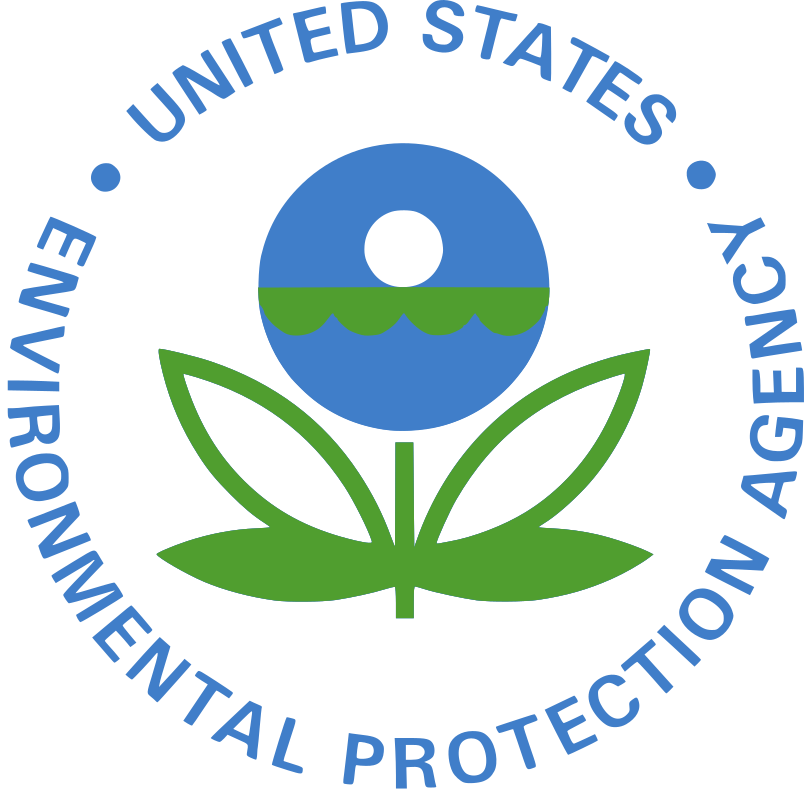 UNITED STATES
ENVIRONMENTAL PROTECTION AGENCY